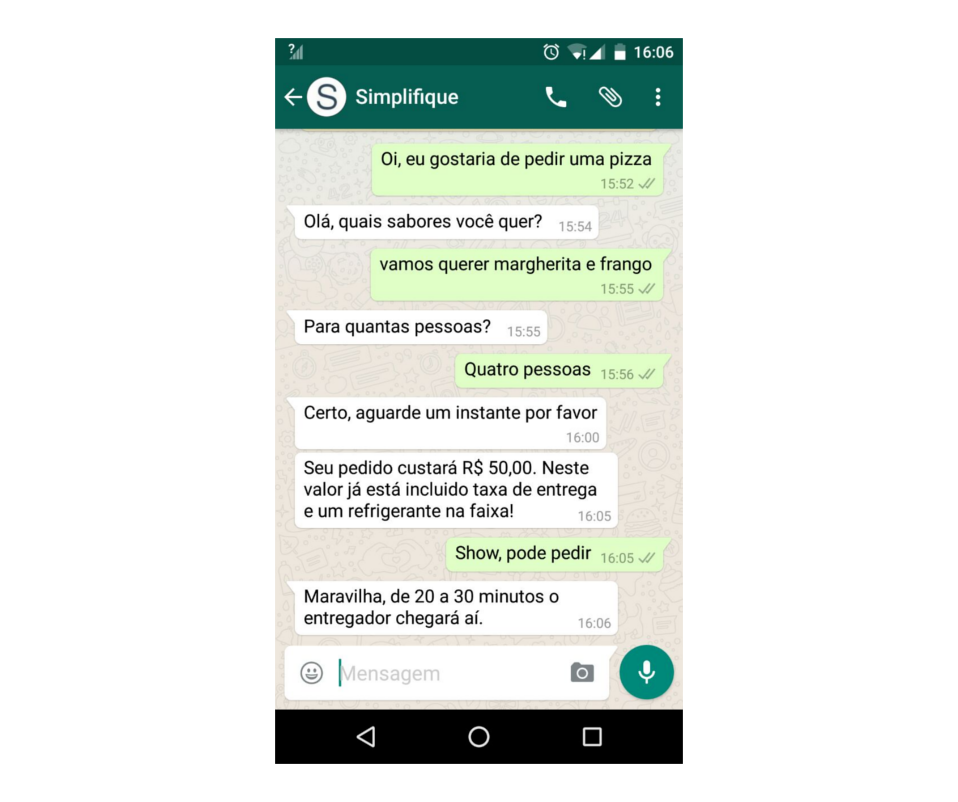 ?
16:06
S Simplifique
Oi, eu gostaria de pedir uma pizza
15:52
Olá, quais sabores você quer? 15:54
vamos querer margherita e frango
15:55
Para quantas pessoas? 15:55
Quatro pessoas 15:56
Certo, aguarde um instante por favor
16:00
Seu pedido custará R$ 50,00. Neste
valor já está incluido taxa de entrega
e um refrigerante na faixa! 16:05
Show, pode pedir 16:05
Maravilha, de 20 a 30 minutos o
entregador chegará aí. 16:06
Mensagem